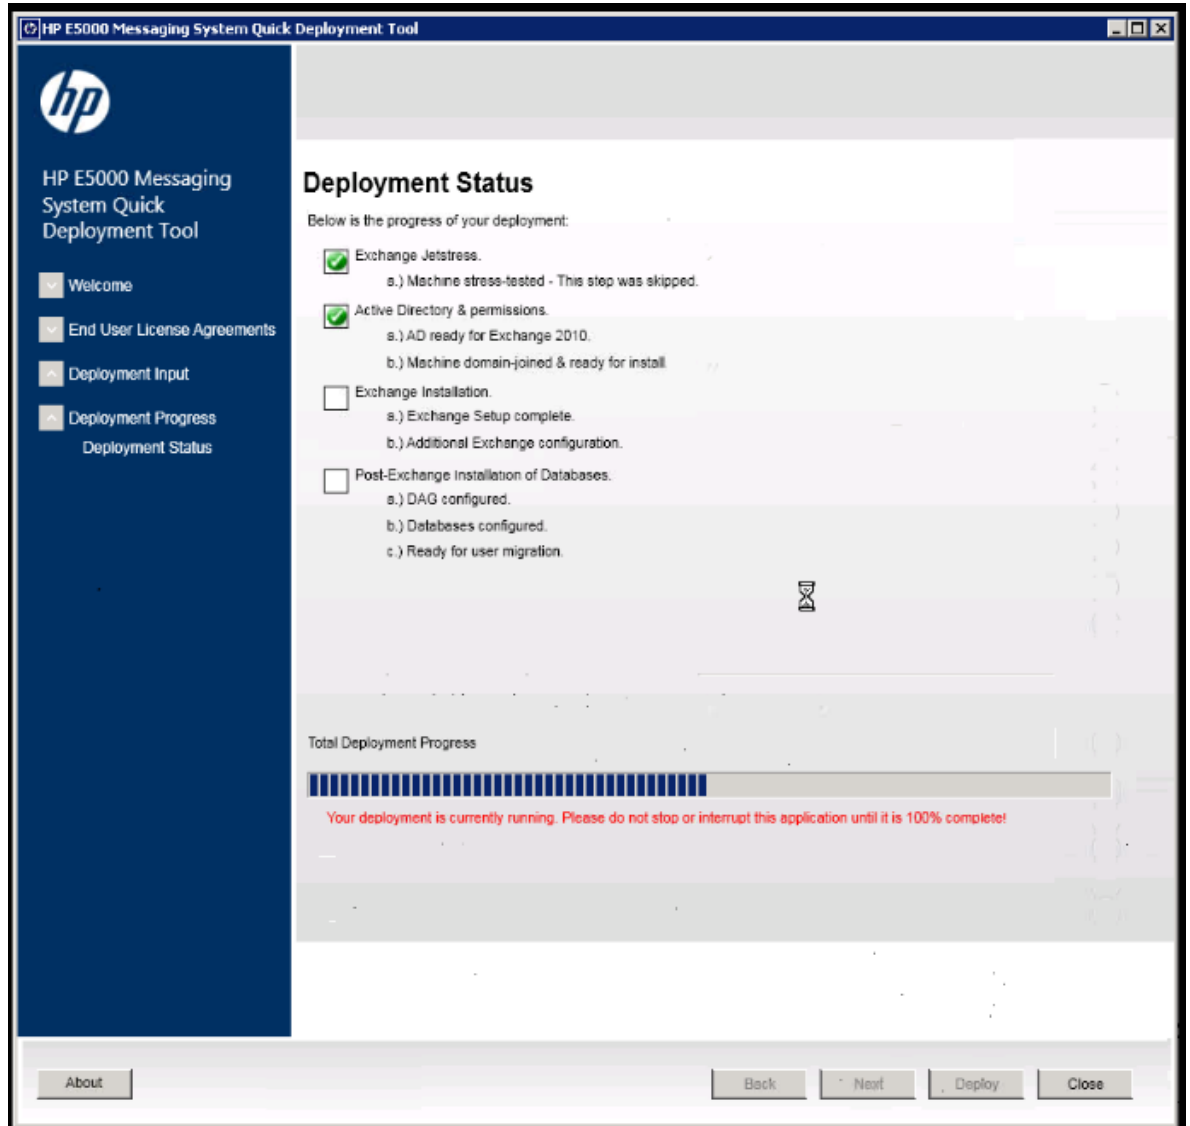 HP E5000 Messaging System Quick Deployment Tool
hp
HP E5000 Messaging
System Quick
Deployment Tool
Welcome
End User License Agreements
Deployment Input
Deployment Progress
Deployment Status
Deployment Status
Below is the progress of your deployment:
Exchange Jetstress.
a.) Machine stress-tested - This step was skipped.
Active Directory & permissions.
a.) AD ready for Exchange 2010.
b.) Machine domain-joined & ready for install.
Exchange Installation.
a.) Exchange Setup complete.
b.) Additional Exchange configuration.
Post-Exchange Installation of Databases.
a.) DAG configured.
b.) Databases configured.
c.) Ready for user migration.
Total Deployment Progress
Your deployment is currently running. Please do not stop or interrupt this application until it is 100% complete!
About
Back
Next
Deploy
Close